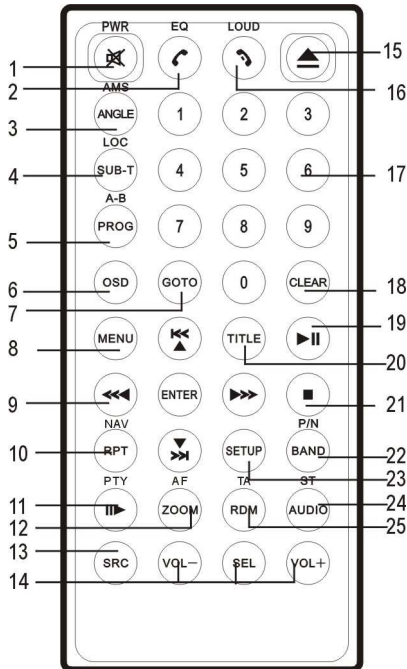 PWR EQ LOUD
1 15
2 16
AMS
ANGLE 1 2 3
3
LOC
SUB-T 4 5 6
4 17
A-B
PROG 7 8 9
5
OSD GOTO 0 CLEAR
6 18
7
MENU TITLE 19
8 20
ENTER
9 21
NAV P/N
RPT SETUP BAND
10 22
23
PTY AF TA ST
11 ZOOM RDM AUDIO 24
12 25
13
SRC VOL− SEL VOL+
14